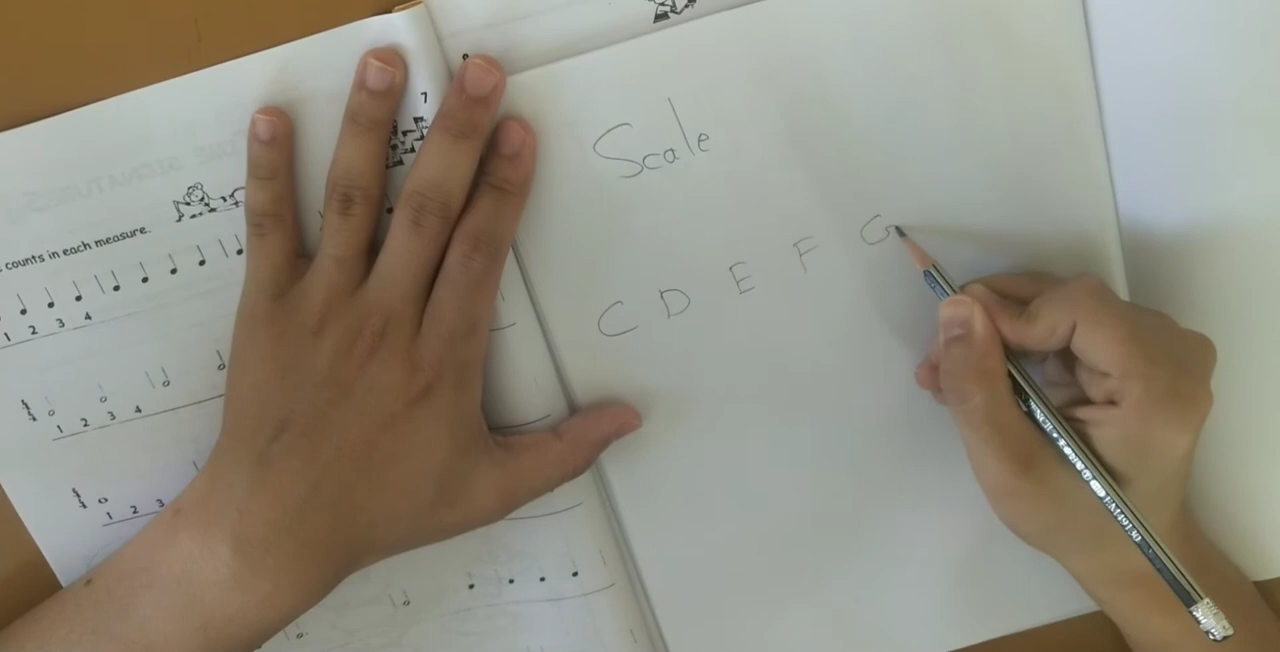 7
counts in each measure.
1 2 3 4
1 2 3 4
1 2 3
Scale
C D E F G